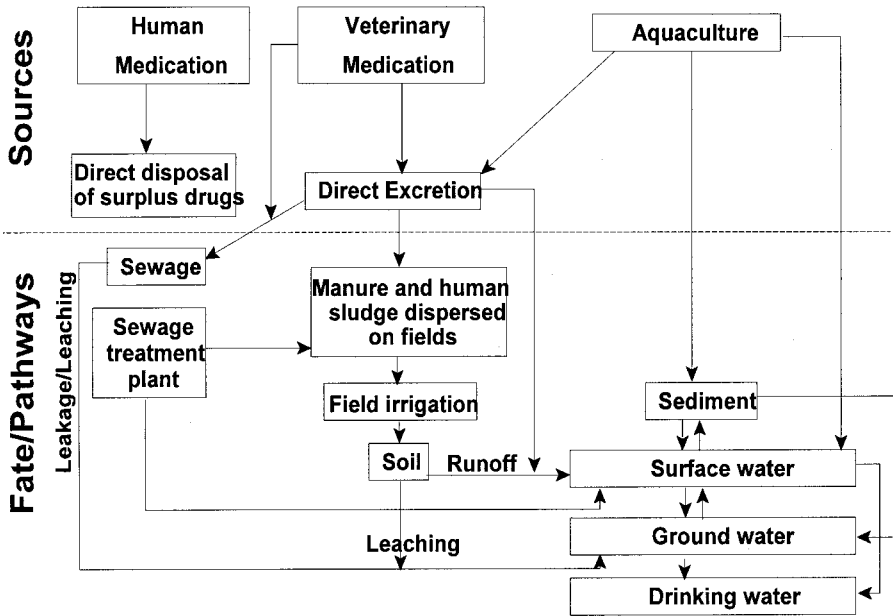 Sources
Human
Medication
Veterinary
Medication
Aquaculture
Direct disposal
of surplus drugs
Direct Excretion
Fate/Pathways
Leakage/Leaching
Sewage
Manure and human
sludge dispersed
on fields
Sewage
treatment
plant
Field irrigation
Sediment
Soil
Runoff
Surface water
Leaching
Ground water
Drinking water